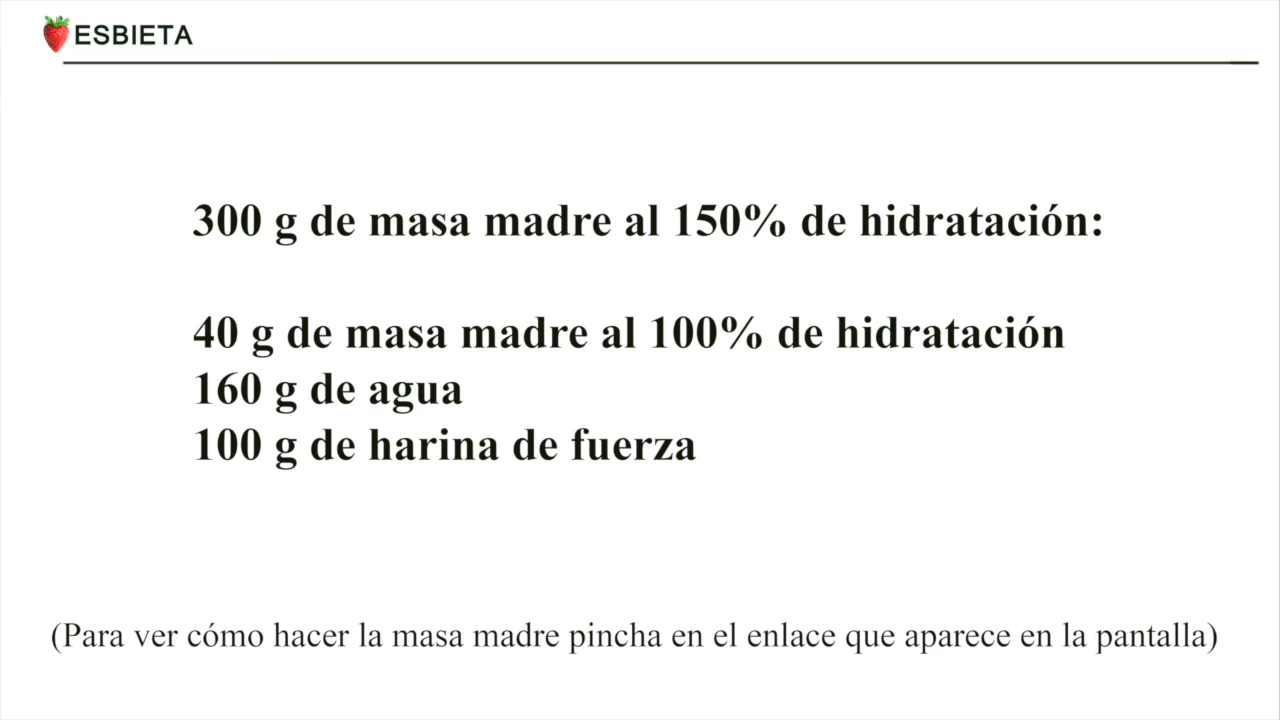 ESBIETA
300 g de masa madre al 150% de hidratación:
40 g de masa madre al 100% de hidratación
160 g de agua
100 g de harina de fuerza
(Para ver cómo hacer la masa madre pincha en el enlace que aparece en la pantalla)